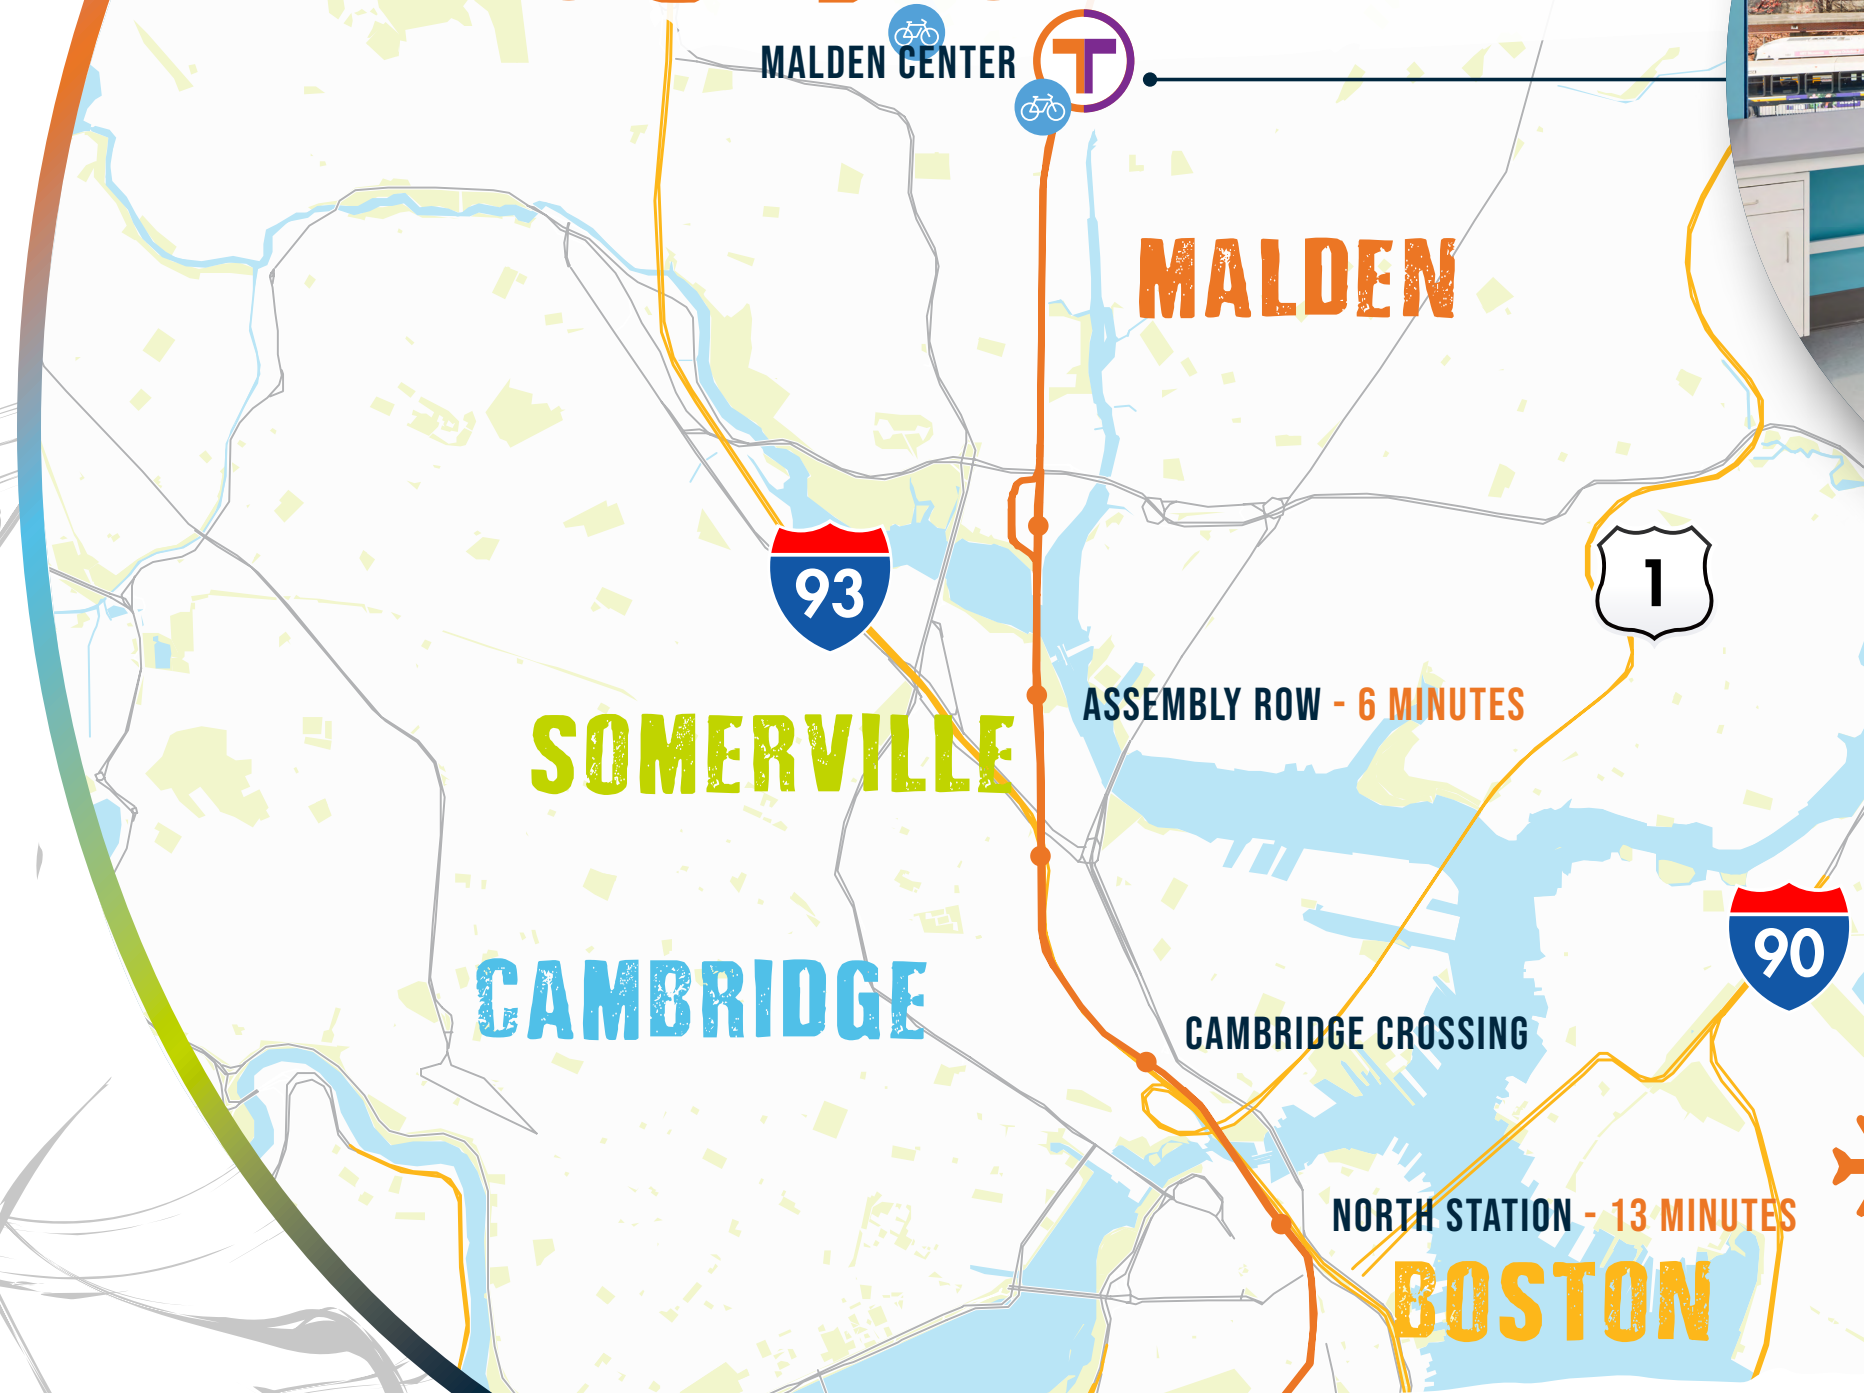 MALDEN CENTER
T
MALDEN
93
1
ASSEMBLY ROW - 6 MINUTES
SOMERVILLE
90
CAMBRIDGE
CAMBRIDGE CROSSING
NORTH STATION - 13 MINUTES
BOSTON